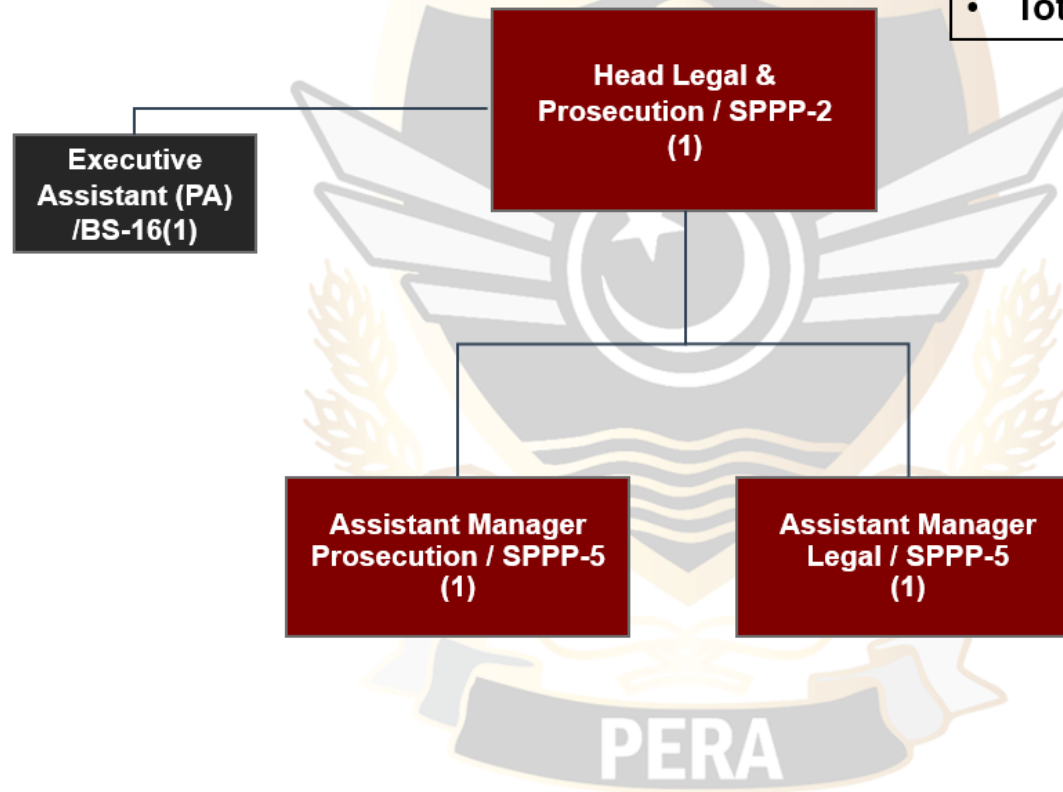 •
Head Legal &
Prosecution / SPPP-2
(1)
Executive
Assistant (PA)
/BS-16(1)
Assistant Manager
Prosecution / SPPP-5
(1)
Assistant Manager
Legal / SPPP-5
(1)
PERA